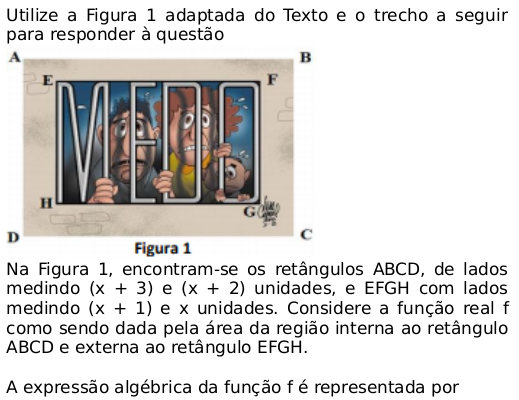 Utilize a Figura 1 adaptada do Texto e o trecho a seguir
para responder à questão
A
B
E
F
MEDO
H
G
D
C
Figura 1
Na Figura 1, encontram-se os retângulos ABCD, de lados
medindo (x + 3) e (x + 2) unidades, e EFGH com lados
medindo (x + 1) e x unidades. Considere a função real f
como sendo dada pela área da região interna ao retângulo
ABCD e externa ao retângulo EFGH.
A expressão algébrica da função f é representada por